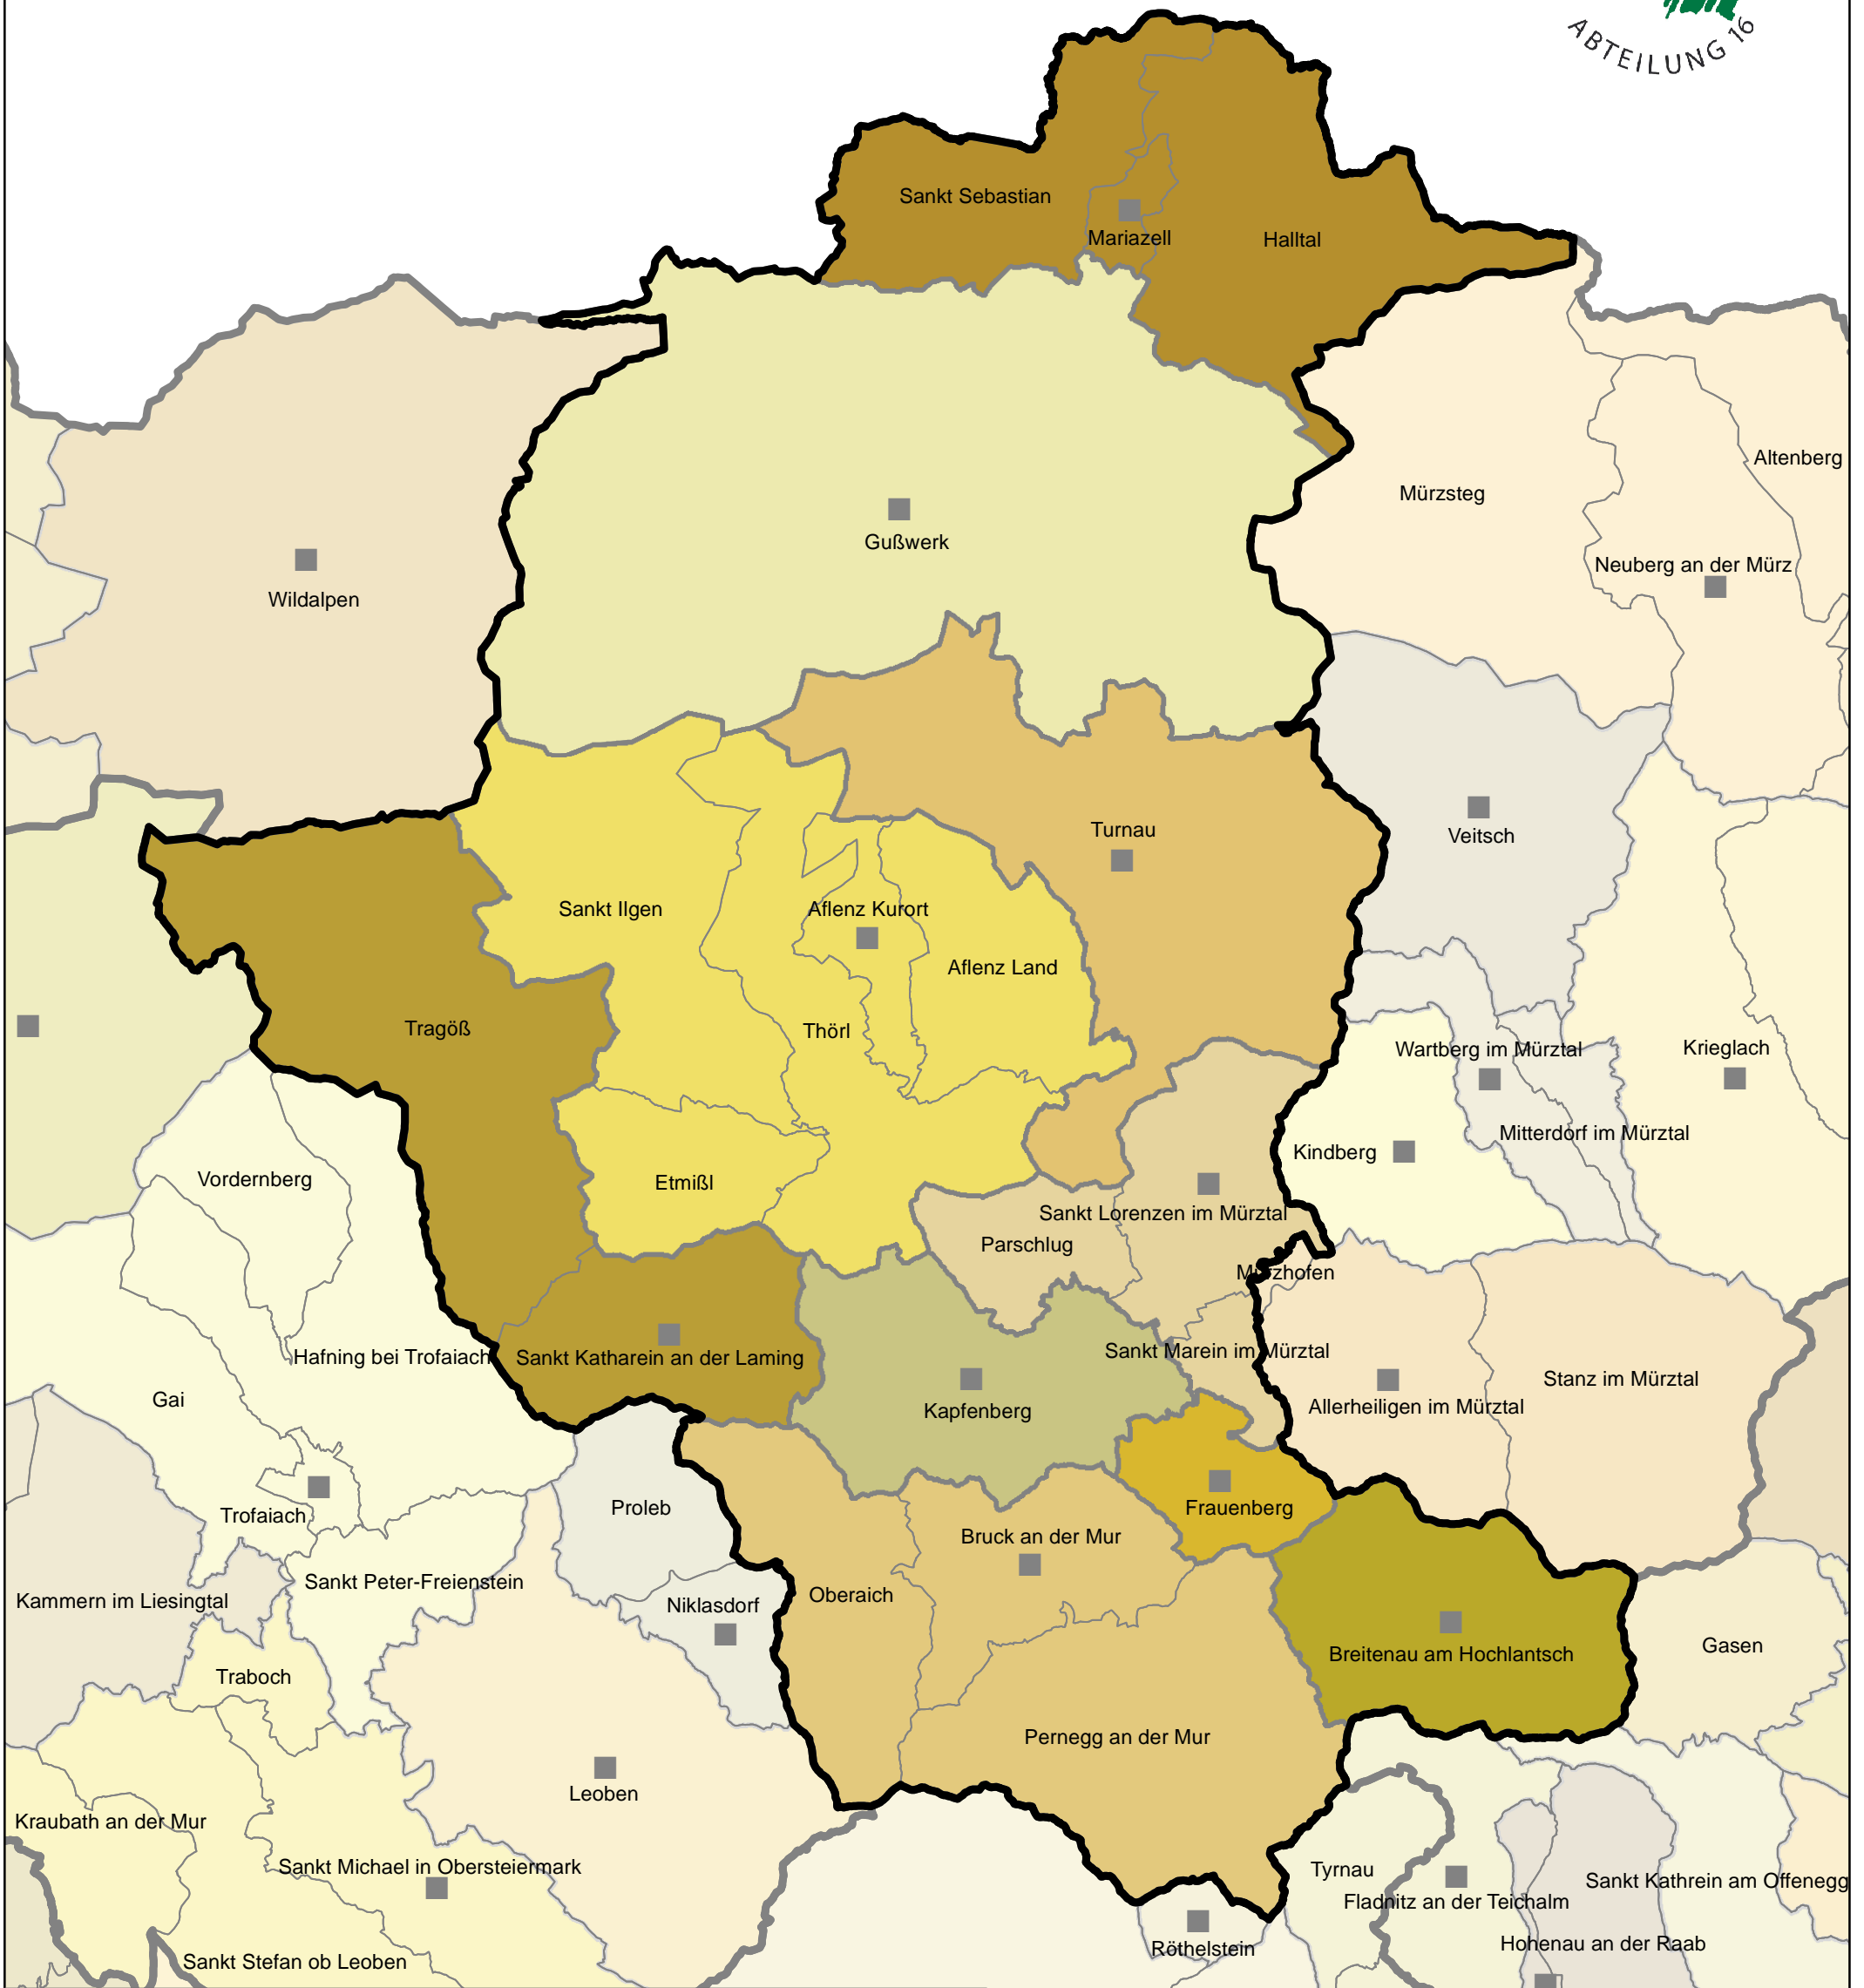 ABTEILUNG 16
Sankt Sebastian
Mariazell
Halltal
Altenberg
Mürzsteg
Gußwerk
Neuberg an der Mürz
Wildalpen
Turnau
Veitsch
Sankt Ilgen
Aflenz Kurort
Aflenz Land
Tragöß
Thörl
Wartberg im Mürztal
Krieglach
Mitterdorf im Mürztal
Kindberg
Vordernberg
Etmißl
Sankt Lorenzen im Mürztal
Parschlug
Mürzhofen
Hafning bei Trofaiach
Sankt Katharein an der Laming
Sankt Marein im Mürztal
Stanz im Mürztal
Gai
Kapfenberg
Allerheiligen im Mürztal
Proleb
Frauenberg
Trofaiach
Bruck an der Mur
Sankt Peter-Freienstein
Oberaich
Kammern im Liesingtal
Niklasdorf
Gasen
Breitenau am Hochlantsch
Traboch
Pernegg an der Mur
Leoben
Kraubath an der Mur
Sankt Michael in Obersteiermark
Tyrnau
Sankt Kathrein am Offenegg
Fladnitz an der Teichalm
Hohenau an der Raab
Röthelstein
Sankt Stefan ob Leoben